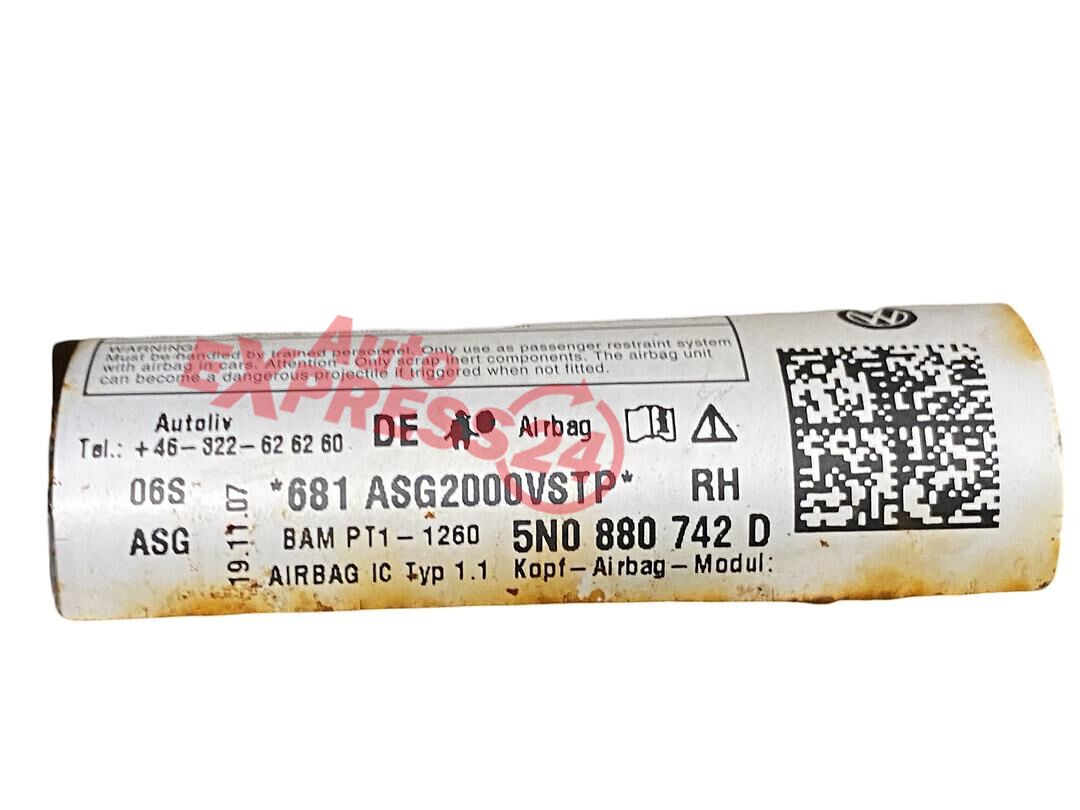 WARNING!
Must be handled by trained personnel. Only use as passenger restraint system
with airbag in cars. Attention - Only scrap inert components. The airbag unit
can become a dangerous projectile if triggered when not fitted.
Autoliv
Tel.: +46-322-62 62 60
DE
Airbag
06S
*681 ASG2000VSTP*
RH
ASG
19.11.07
BAM PT1-1260
5N0 880 742 D
AIRBAG IC Typ 1.1
Kopf-Airbag-Modul:
Auto
EXPRESS24